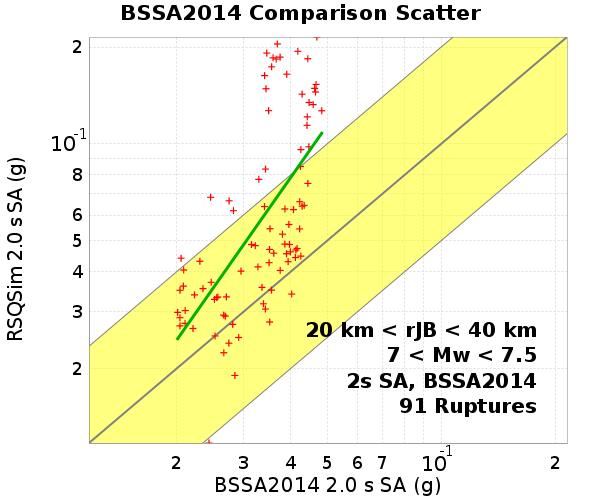 BSSA2014 Comparison Scatter
RSQSim 2.0 s SA (g)
2
10-1
8
6
5
4
3
2
20 km < rJB < 40 km
7 < Mw < 7.5
2s SA, BSSA2014
91 Ruptures
2 3 4 5 6 7 10-1 2
BSSA2014 2.0 s SA (g)